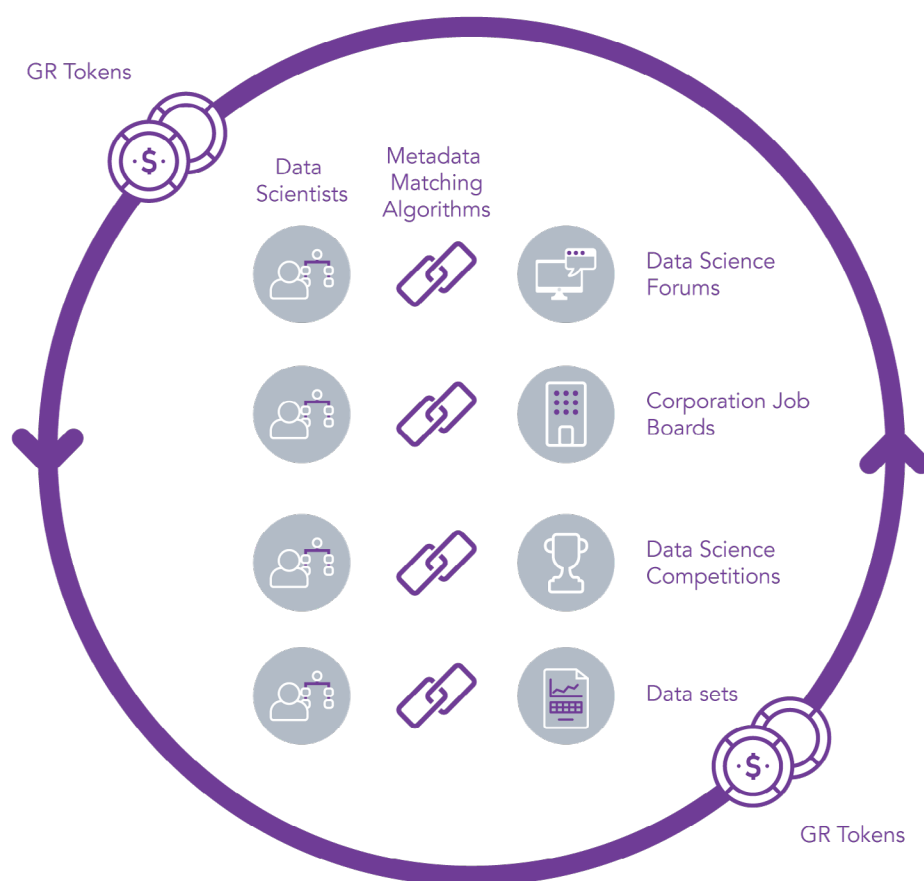 GR Tokens
Data
Scientists
Metadata
Matching
Algorithms
Data Science
Forums
Corporation Job
Boards
Data Science
Competitions
Data sets
GR Tokens
$
$